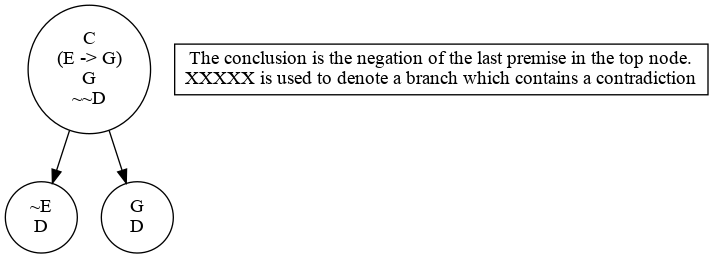 C
(E -> G)
G
~~D
The conclusion is the negation of the last premise in the top node.
XXXXX is used to denote a branch which contains a contradiction
~E
D
G
D